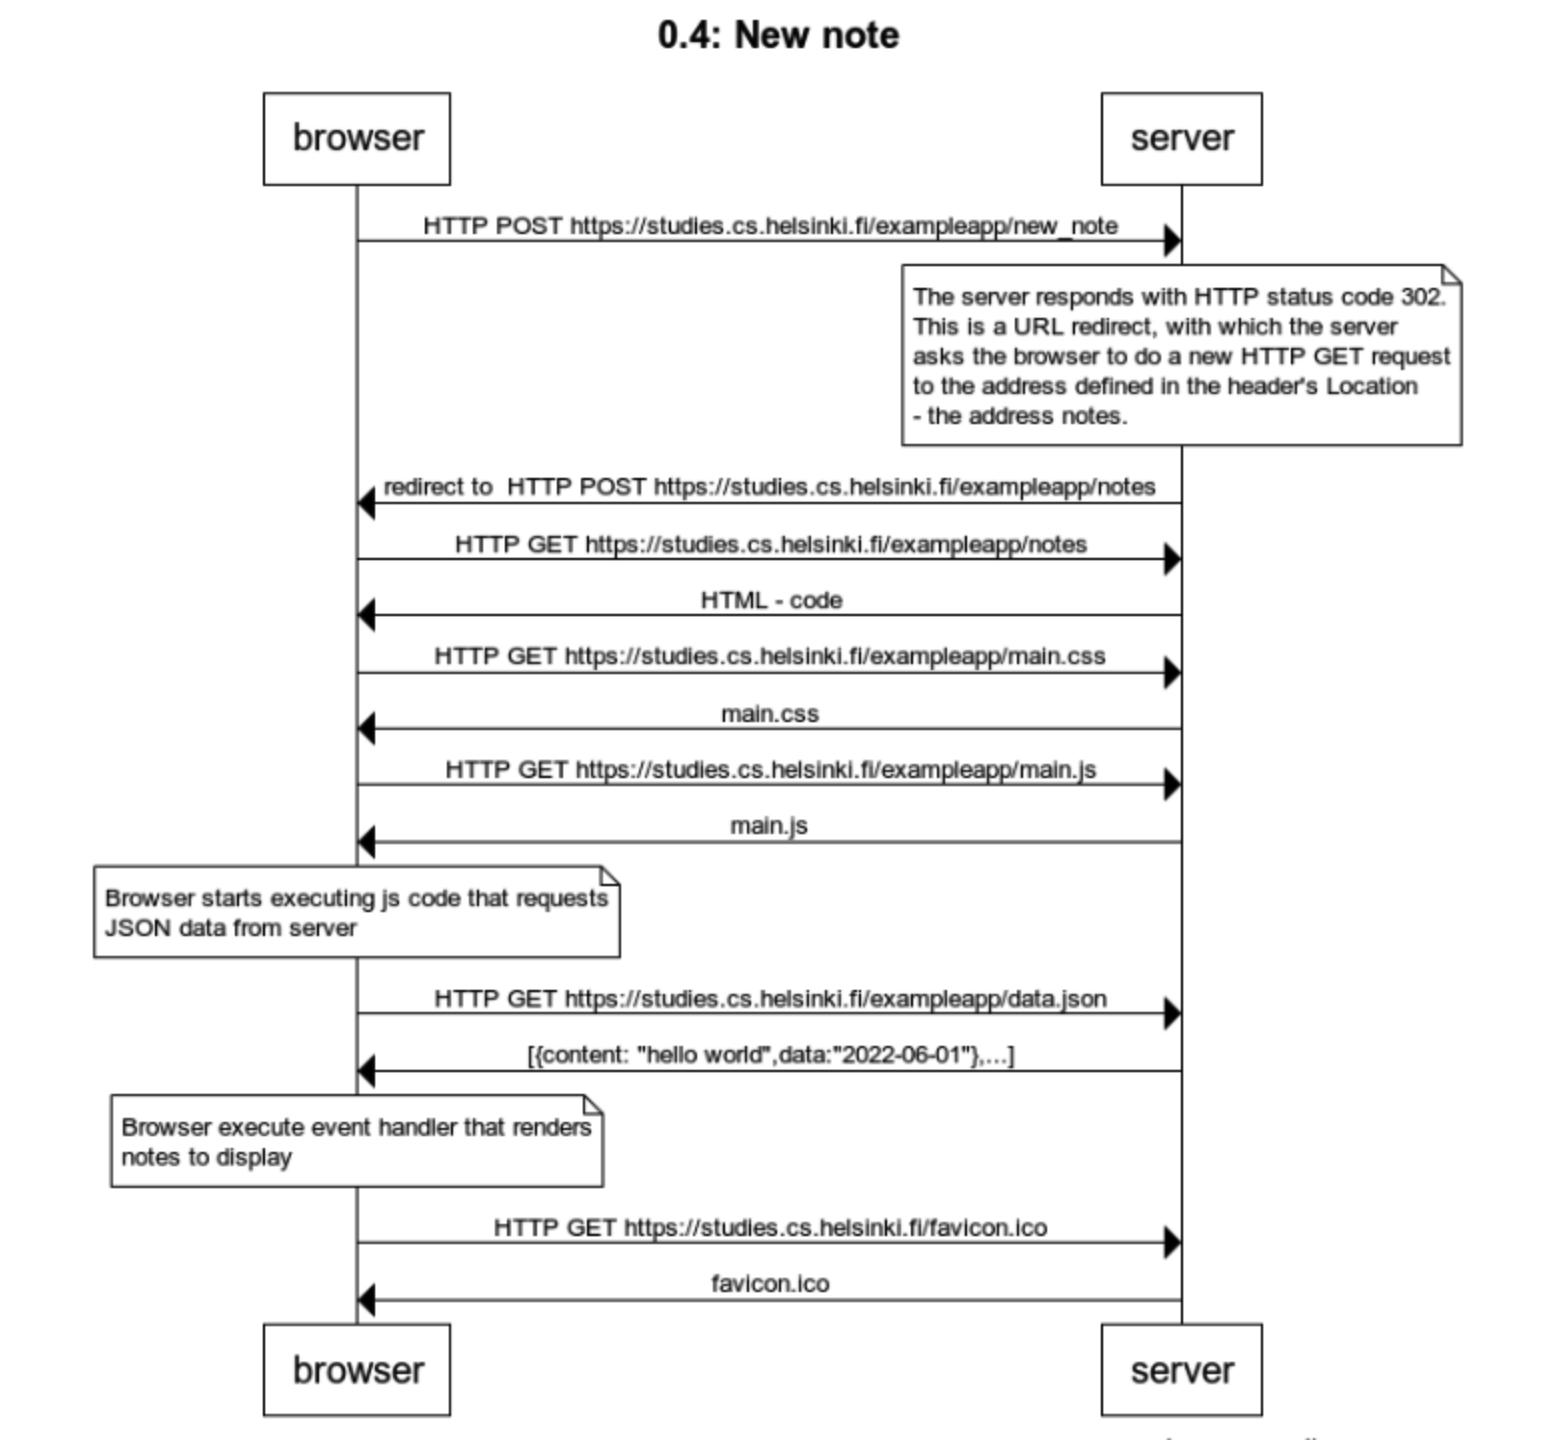 0.4: New note
browser
server
HTTP POST https://studies.cs.helsinki.fi/exampleapp/new_note
The server responds with HTTP status code 302.
This is a URL redirect, with which the server
asks the browser to do a new HTTP GET request
to the address defined in the header's Location
- the address notes.
redirect to  HTTP POST https://studies.cs.helsinki.fi/exampleapp/notes
HTTP GET https://studies.cs.helsinki.fi/exampleapp/notes
HTML - code
HTTP GET https://studies.cs.helsinki.fi/exampleapp/main.css
main.css
HTTP GET https://studies.cs.helsinki.fi/exampleapp/main.js
main.js
Browser starts executing js code that requests
JSON data from server
HTTP GET https://studies.cs.helsinki.fi/exampleapp/data.json
[{content: "hello world",data:"2022-06-01"},...]
Browser execute event handler that renders
notes to display
HTTP GET https://studies.cs.helsinki.fi/favicon.ico
favicon.ico
browser
server